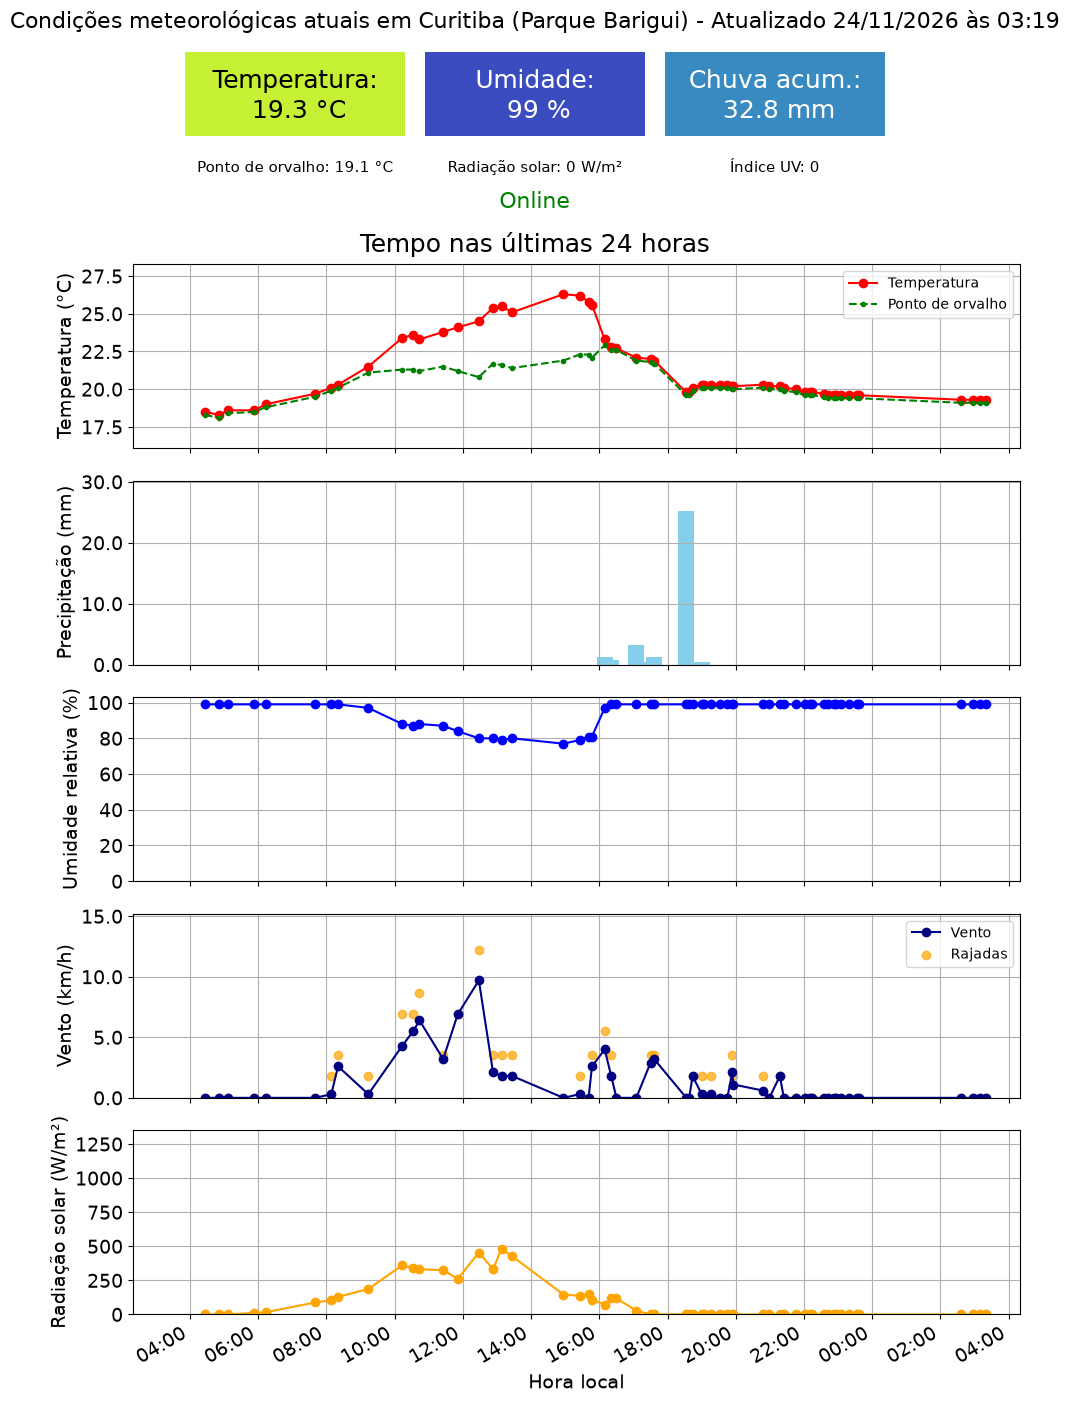 Condições meteorológicas atuais em Curitiba (Parque Barigui) - Atualizado 24/11/2026 às 03:19
Temperatura:
19.3 °C
Umidade:
99 %
Chuva acum.:
32.8 mm
Ponto de orvalho: 19.1 °C
Radiação solar: 0 W/m²
Índice UV: 0
Online
Tempo nas últimas 24 horas
Temperatura (°C)
27.5
25.0
22.5
20.0
17.5
Temperatura
Ponto de orvalho
Precipitação (mm)
30.0
20.0
10.0
0.0
Umidade relativa (%)
100
80
60
40
20
0
Vento (km/h)
15.0
10.0
5.0
0.0
Vento
Rajadas
Radiação solar (W/m²)
1250
1000
750
500
250
0
04:00
06:00
08:00
10:00
12:00
14:00
16:00
18:00
20:00
22:00
00:00
02:00
04:00
Hora local